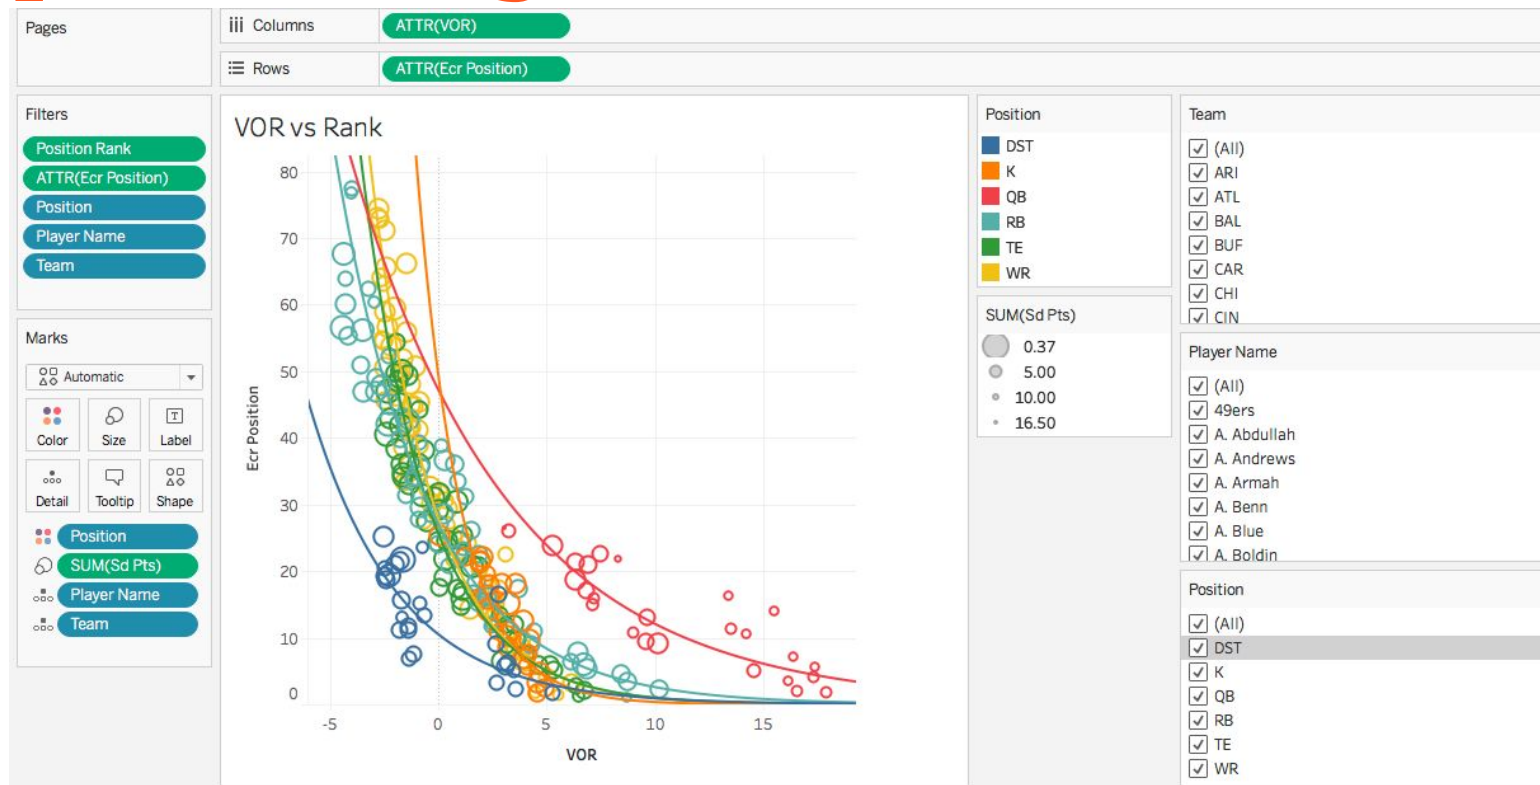 Pages
Columns
ATTR(VOR)
Rows
ATTR(Ecr Position)
Filters
Position Rank
ATTR(Ecr Position)
Position
Player Name
Team
Marks
Automatic
Color
Size
T
Label
Detail
Tooltip
Shape
Position
SUM(Sd Pts)
Player Name
Team
VOR vs Rank
80
70
60
50
40
30
20
10
0
Ecr Position
-5
0
5
10
15
VOR
Position
DST
K
QB
RB
TE
WR
SUM(Sd Pts)
0.37
5.00
10.00
16.50
Team
(All)
ARI
ATL
BAL
BUF
CAR
CHI
CIN
Player Name
(All)
49ers
A. Abdullah
A. Andrews
A. Armah
A. Benn
A. Blue
A. Boldin
Position
(All)
DST
K
QB
RB
TE
WR